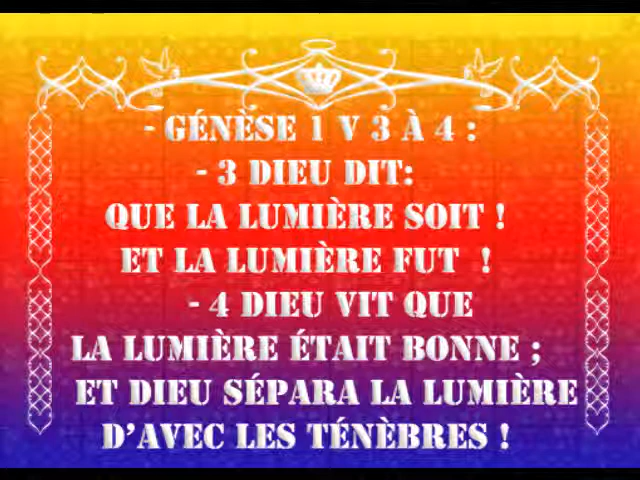 - GÉNÈSE 1 V 3 À 4 :
- 3 DIEU DIT:
QUE LA LUMIÈRE SOIT !
ET LA LUMIÈRE FUT  !
- 4 DIEU VIT QUE
LA LUMIÈRE ÉTAIT BONNE ;
ET DIEU SÉPARA LA LUMIÈRE
D'AVEC LES TÉNÈBRES !